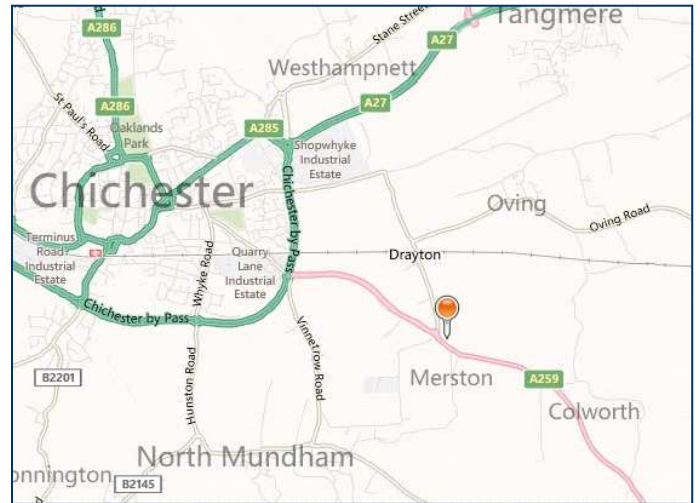 A286
Tangmere
Stane Street
A27
Westhampnett
A286
A27
St Paul's Road
Oaklands
Park
A285
Shopwhyke
Industrial
Estate
Chichester
Chichester by Pass
Oving
Oving Road
Terminus
Road
Industrial
Estate
Whyke Road
Quarry
Lane
Industrial
Estate
Drayton
Chichester by Pass
Vinnetrow Road
Hunston Road
B2201
Merston
A259
Colworth
North Mundham
onnington
B2145